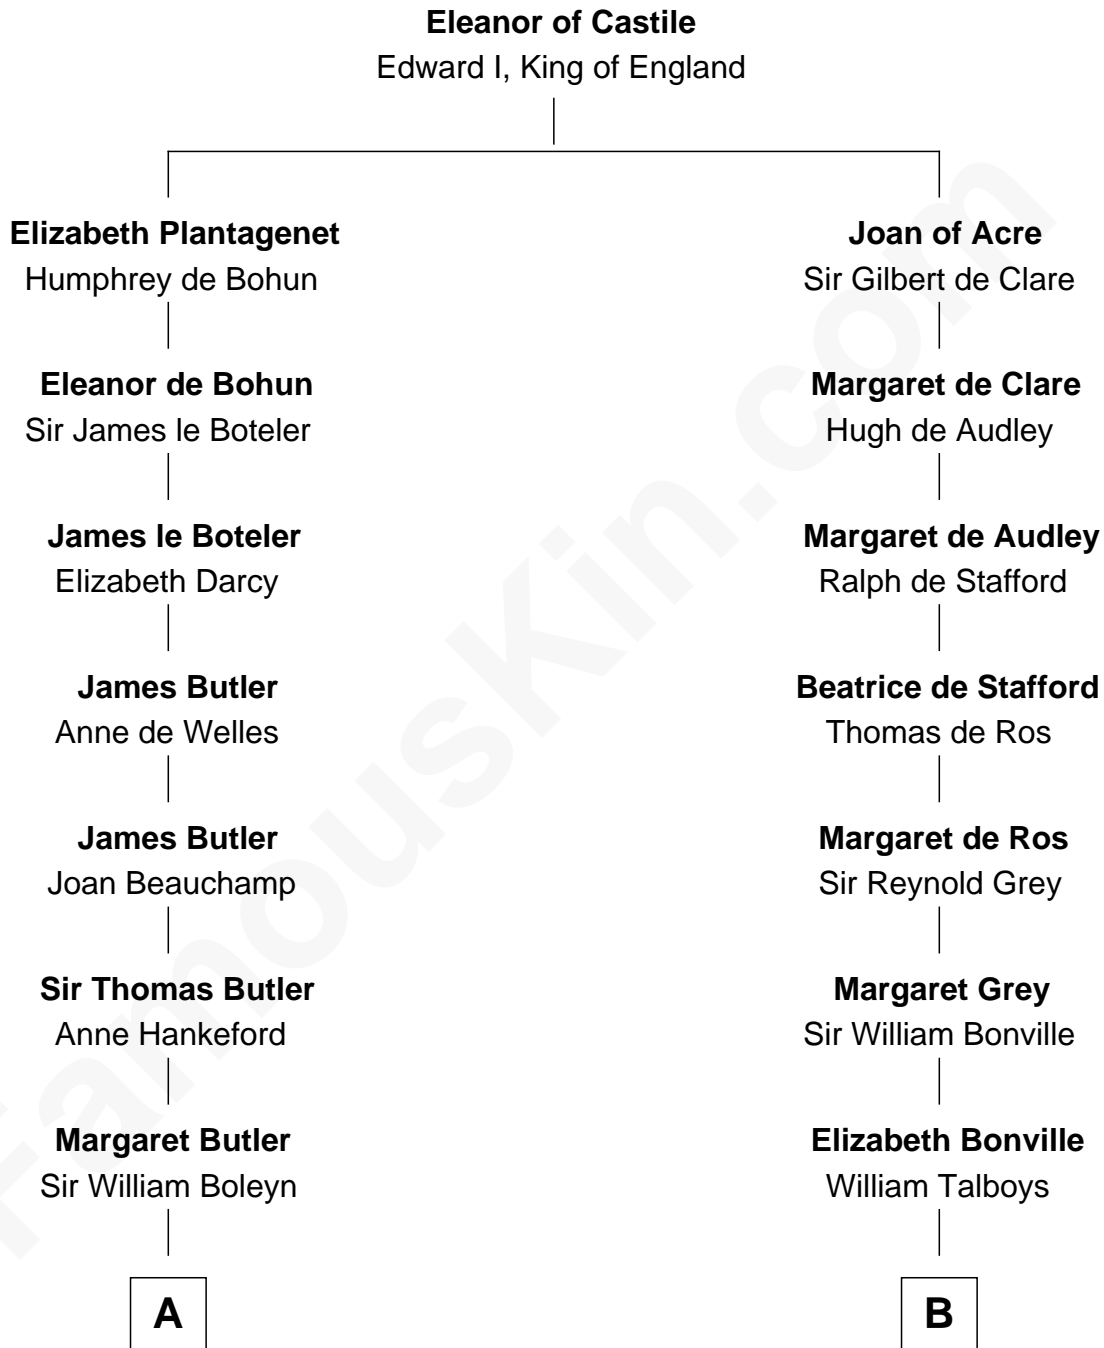 Eleanor of Castile
Edward I, King of England
Elizabeth Plantagenet
Humphrey de Bohun
Joan of Acre
Sir Gilbert de Clare
Eleanor de Bohun
Sir James le Boteler
Margaret de Clare
Hugh de Audley
James le Boteler
Elizabeth Darcy
Margaret de Audley
Ralph de Stafford
James Butler
Anne de Welles
Beatrice de Stafford
Thomas de Ros
James Butler
Joan Beauchamp
Margaret de Ros
Sir Reynold Grey
Sir Thomas Butler
Anne Hankeford
Margaret Grey
Sir William Bonville
Margaret Butler
Sir William Boleyn
Elizabeth Bonville
William Talboys
A
B
FamousKin.com